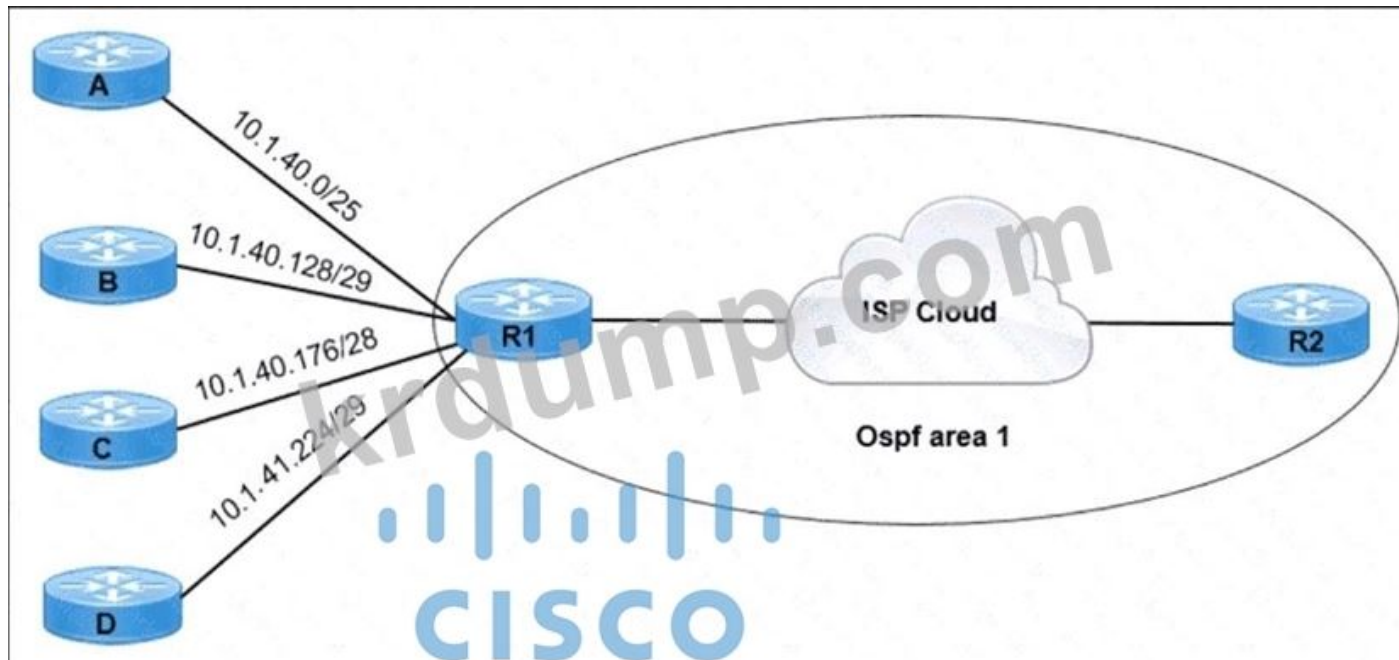 A
10.1.40.0/25
B
10.1.40.128/29
C
10.1.40.176/28
D
10.1.41.224/29
R1
ISP Cloud
R2
Ospf area 1
krdump.com
CISCO